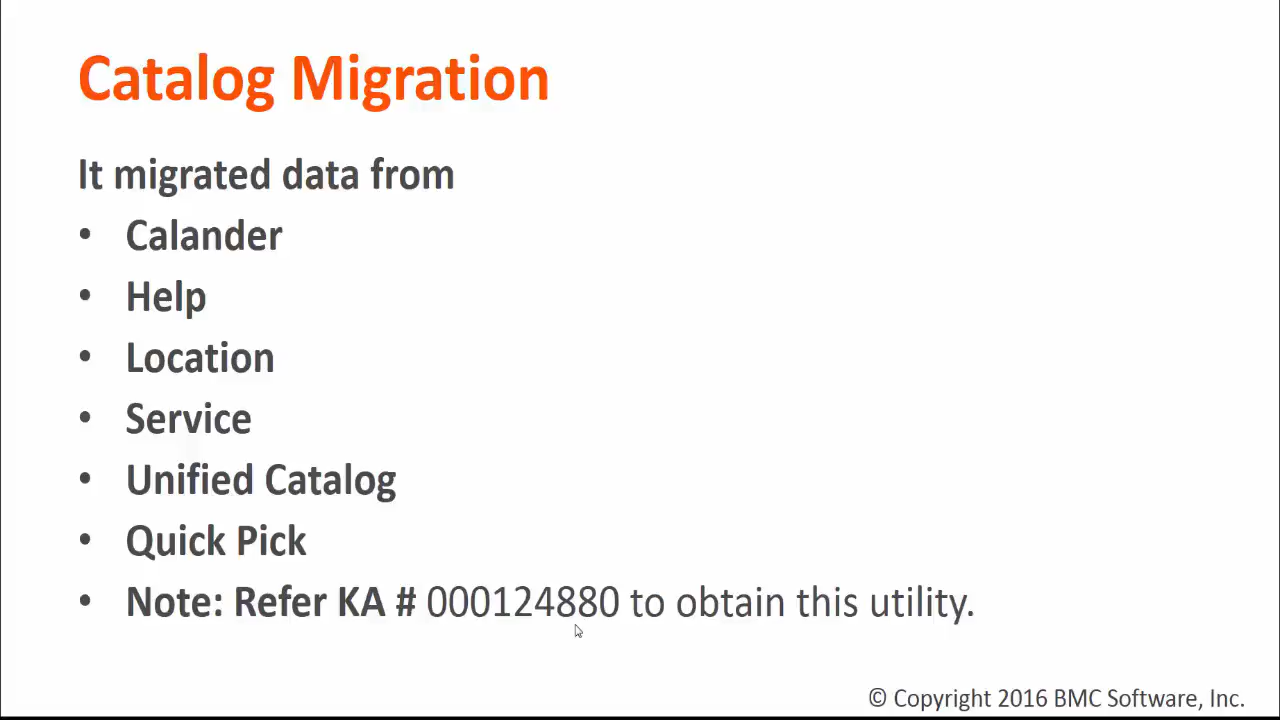 Catalog Migration
It migrated data from
• Calander
• Help
• Location
• Service
• Unified Catalog
• Quick Pick
• Note: Refer KA # 000124880 to obtain this utility.
© Copyright 2016 BMC Software, Inc.